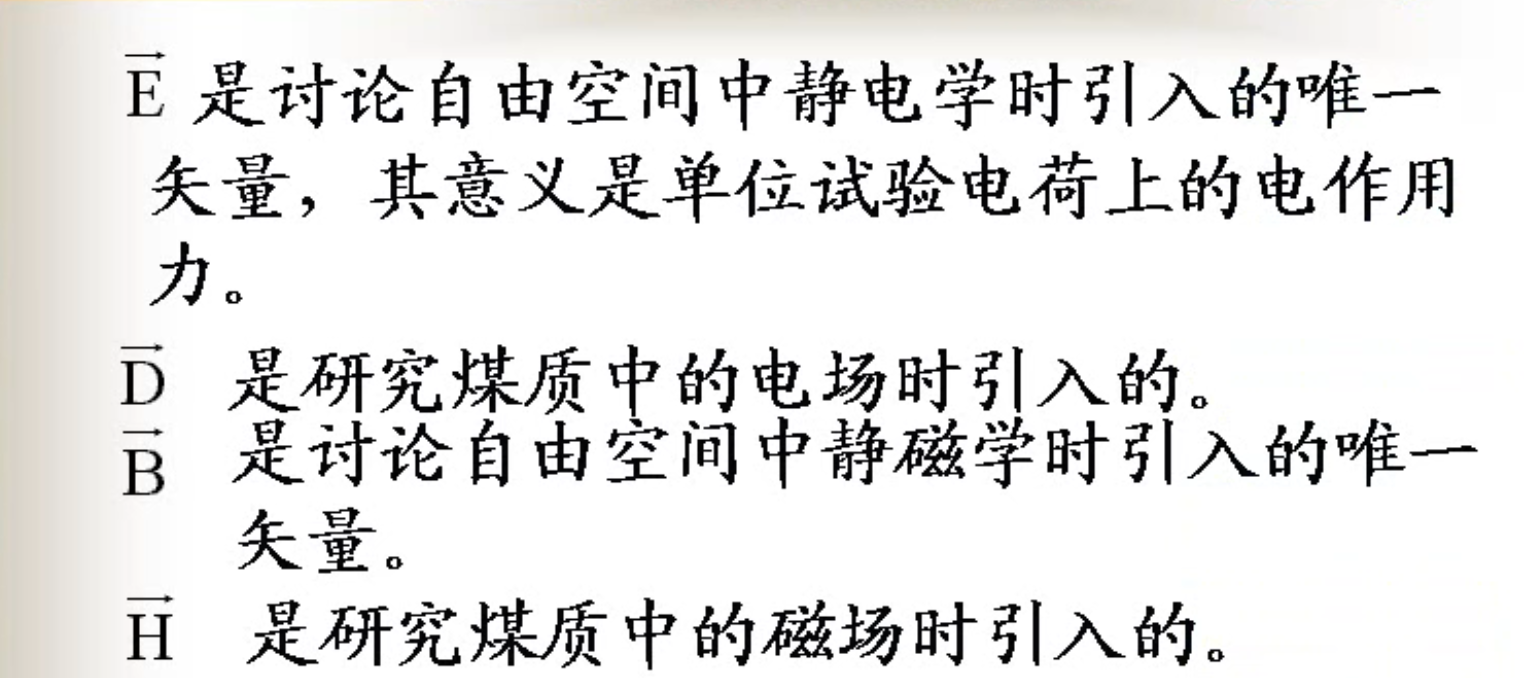 E⃗ 是讨论自由空间中静电学时引入的唯一
矢量，其意义是单位试验电荷上的电作用
力。
D⃗ 是研究煤质中的电场时引入的。
B⃗ 是讨论自由空间中静磁学时引入的唯一
矢量。
H⃗ 是研究煤质中的磁场时引入的。